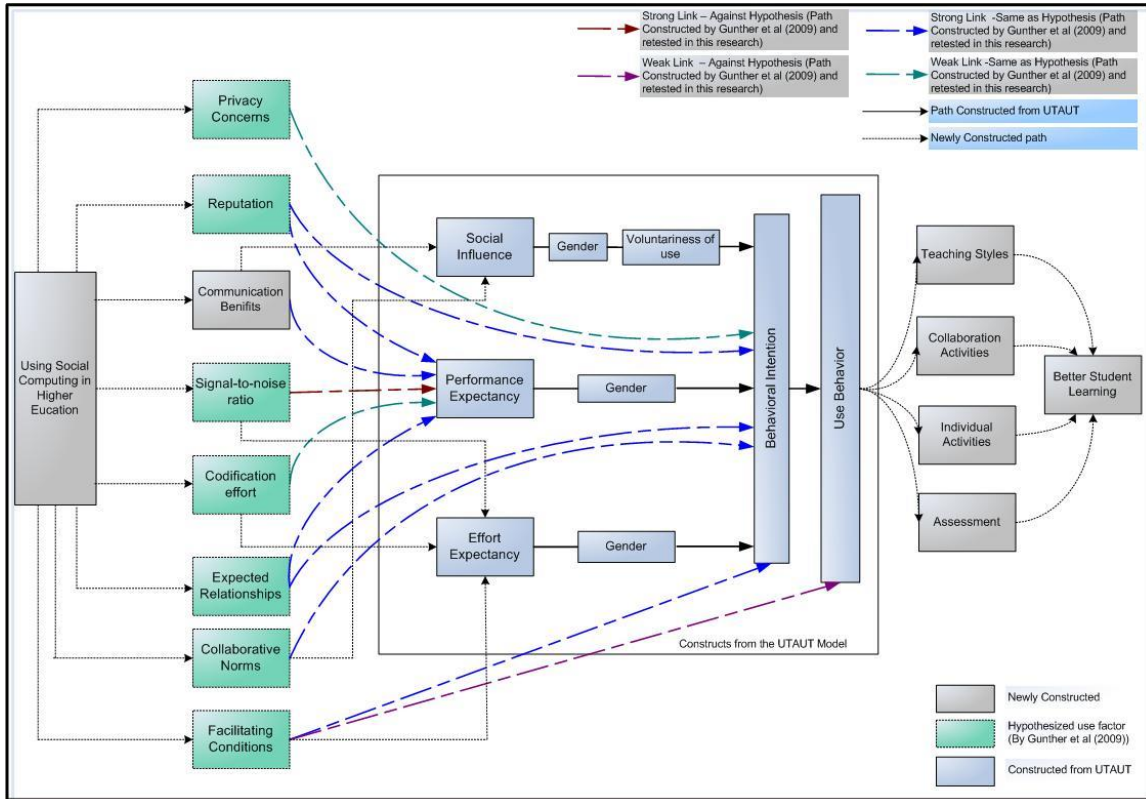 Strong Link – Against Hypothesis (Path
Constructed by Gunther et al (2009) and
retested in this research)
Weak Link  – Against Hypothesis (Path
Constructed by Gunther et al (2009) and
retested in this research)
Strong Link  -Same as Hypothesis (Path
Constructed by Gunther et al (2009) and
retested in this research)
Weak Link -Same as Hypothesis (Path
Constructed by Gunther et al (2009) and
retested in this research)
Path Constructed from UTAUT
Newly Constructed path
Using Social
Computing in
Higher
Eucation
Privacy
Concerns
Reputation
Communication
Benifits
Signal-to-noise
ratio
Codification
effort
Expected
Relationships
Collaborative
Norms
Facilitating
Conditions
Social
Influence
Gender
Voluntariness of
use
Performance
Expectancy
Gender
Effort
Expectancy
Gender
Behavioral Intention
Use Behavior
Constructs from the UTAUT Model
Teaching Styles
Collaboration
Activities
Individual
Activities
Assessment
Better Student
Learning
Newly Constructed
Hypothesized use factor
(By Gunther et al (2009))
Constructed from UTAUT